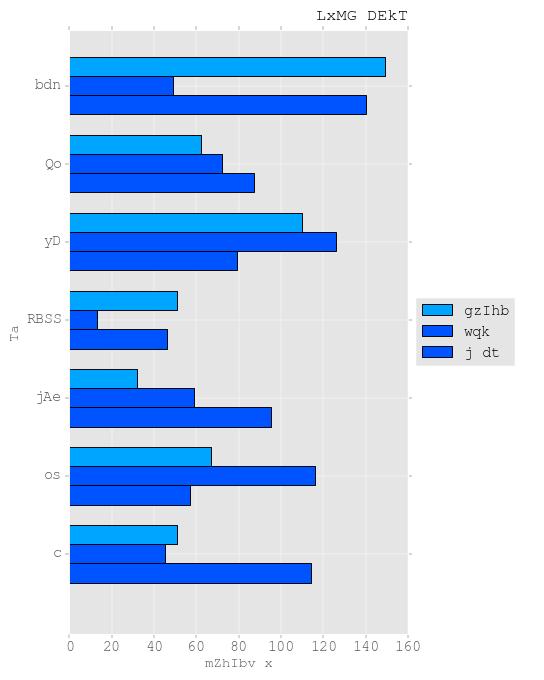 LxMG DEkT
bdn
Qo
yD
RBSS
jAe
os
c
Ta
gzIhb
wqk
j dt
0 20 40 60 80 100 120 140 160
mZhIbv x